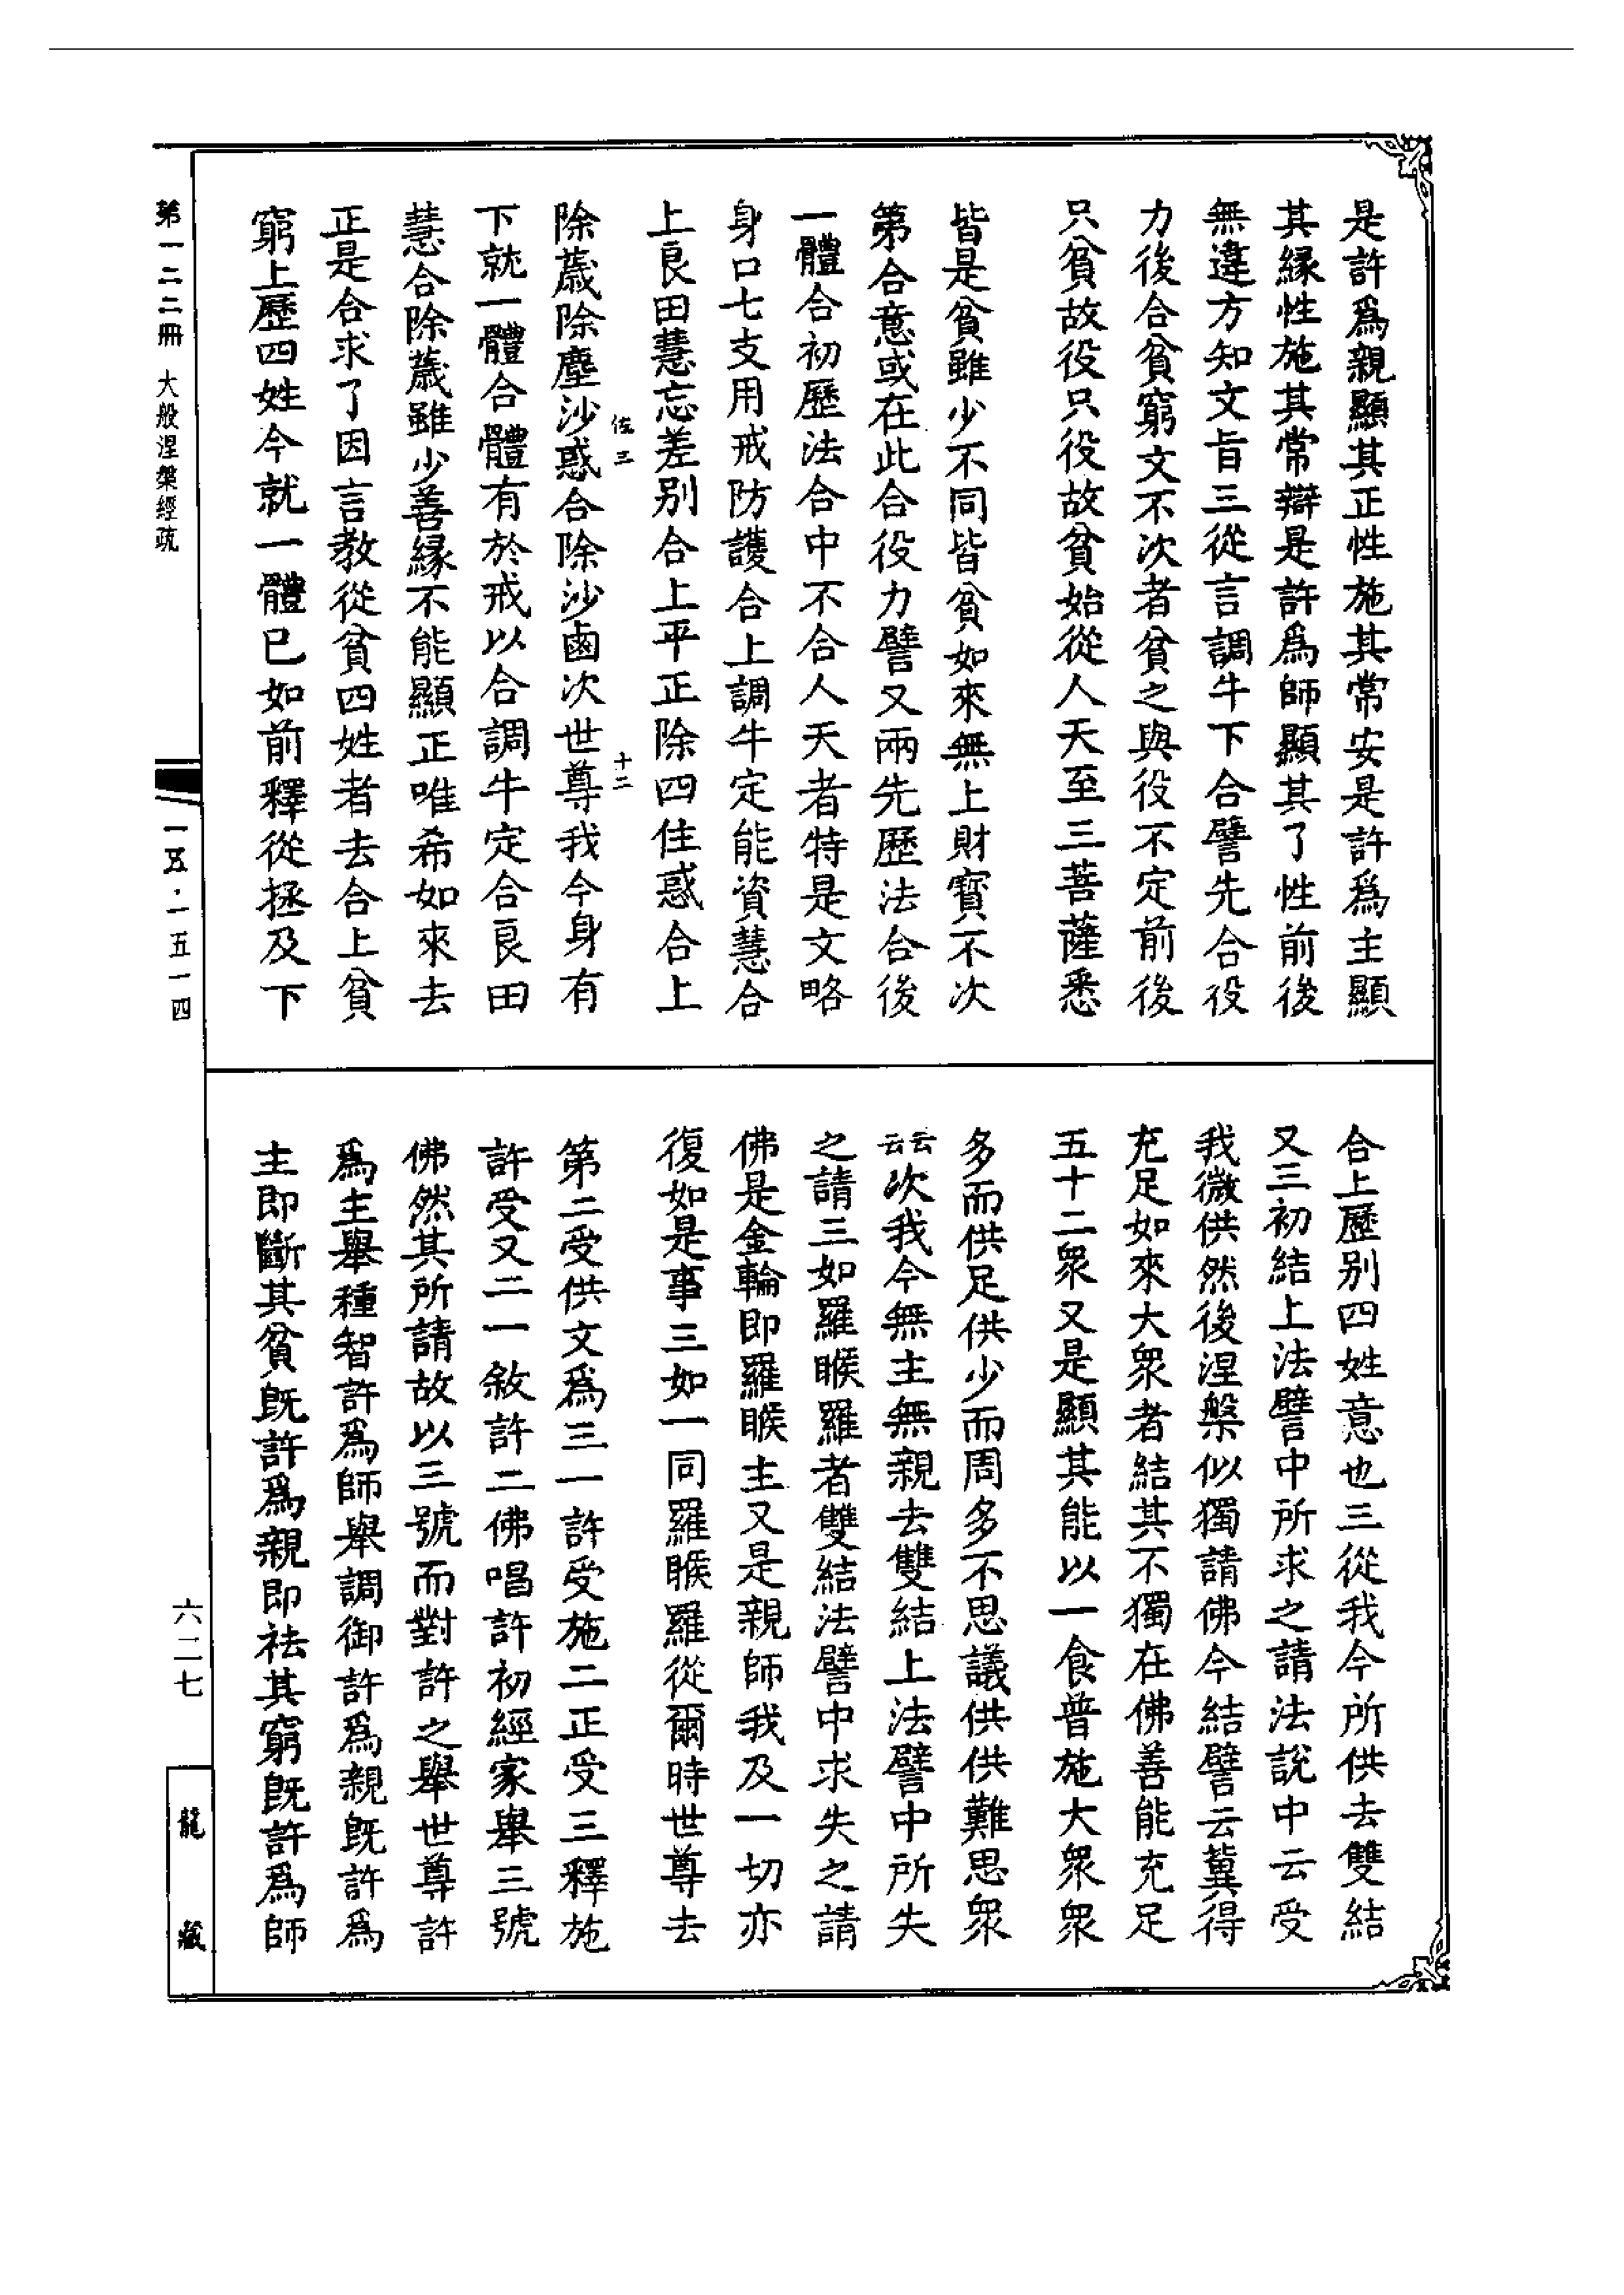 是許爲親顯其正性施其常安是許爲主顯
其縁性施其常辯是許爲師顯其了性前後
無違方知文旨三從言調牛下合譬先合役
力後合貧窮文不次者貧之與役不定前後
只貧故役只役故貧始從人天至三菩薩悉
皆是貧雖少不同皆貧如來無上財寶不次
第合意或在此合役力譬又兩先歷法合後
一體合初歷法合中不合人天者特是文略
身口七支用戒防護合上調牛定能資慧合
上良田慧忘差别合上平正除四住惑合上
除薉除塵沙惑合除沙鹵次世尊我今身有
佐三
十二
下就一體合體有於戒以合調牛定合良田
慧合除薉雖少善縁不能顯正唯希如來去
正是合求了因言教從貧四姓者去合上貧
窮上歷四姓今就一體已如前釋從拯及下
合上歷别四姓意也三從我今所供去雙結
又三初結上法譬中所求之請法説中云受
我微供然後涅槃似獨請佛今結譬云冀得
充足如來大衆者結其不獨在佛善能充足
五十二衆又是顯其能以一食普施大衆衆
多而供足供少而周多不思議供供難思衆
云云次我今無主無親去雙結上法譬中所失
之請三如羅睺羅者雙結法譬中求失之請
佛是金輪即羅睺主又是親師我及一切亦
復如是事三如一同羅睺羅從爾時世尊去
第二受供文爲三一許受施二正受三釋施
許受又二一敘許二佛唱許初經家舉三號
佛然其所請故以三號而對許之舉世尊許
爲主舉種智許爲師舉調御許爲親旣許爲
主即斷其貧旣許爲親即祛其窮旣許爲師
第一二二冊 大般涅槃經疏
一五·一五一四
六二七
龍藏